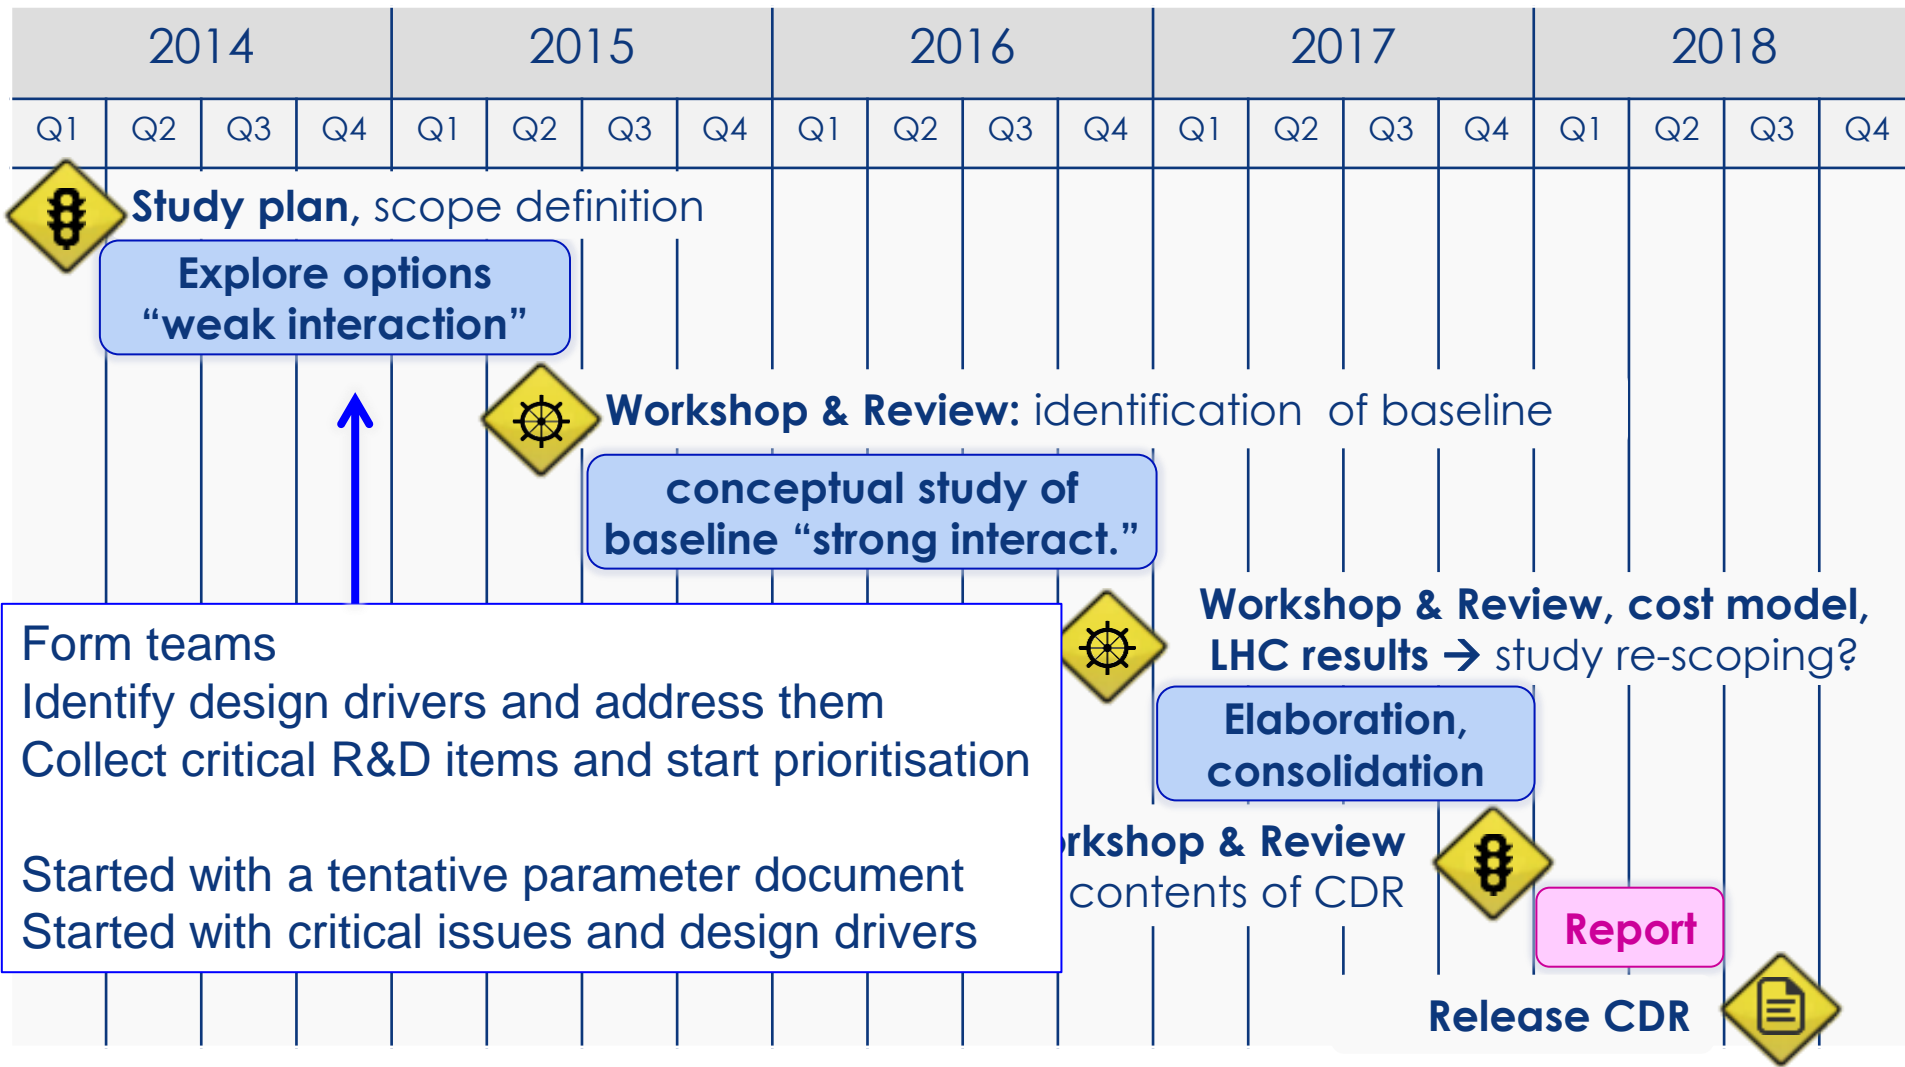 2014 2015 2016 2017 2018
Q1 Q2 Q3 Q4 Q1 Q2 Q3 Q4 Q1 Q2 Q3 Q4 Q1 Q2 Q3 Q4 Q1 Q2 Q3 Q4
Study plan, scope definition
Explore options
“weak interaction”
Workshop & Review: identification of baseline
conceptual study of
baseline “strong interact.”
Workshop & Review, cost model,
LHC results → study re-scoping?
Form teams
Identify design drivers and address them
Collect critical R&D items and start prioritisation
Started with a tentative parameter document
Started with critical issues and design drivers
Elaboration,
consolidation
rkshop & Review
contents of CDR
Report
Release CDR